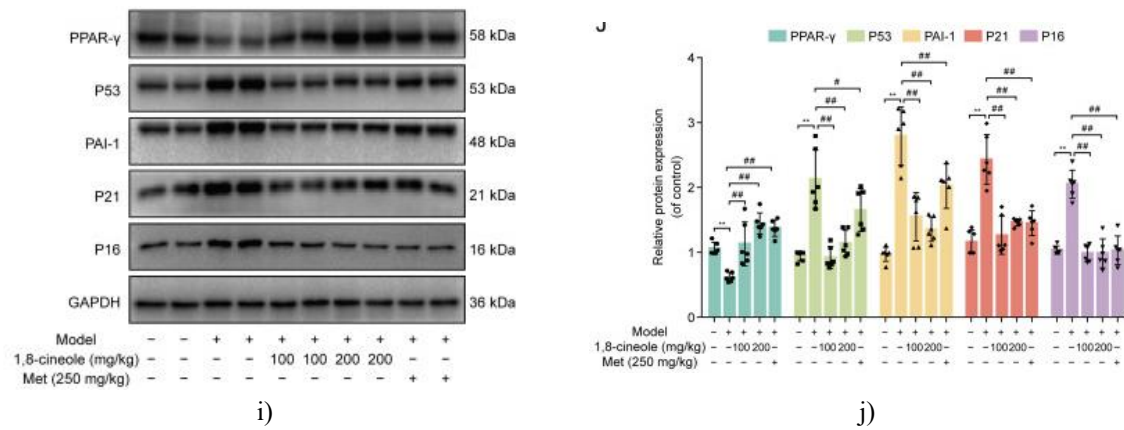 PPAR-γ 58 kDa
P53 53 kDa
PAI-1 48 kDa
P21 21 kDa
P16 16 kDa
GAPDH 36 kDa
Model - - + + + + + + + +
1,8-cineole (mg/kg) - - - - 100 100 200 200 - -
Met (250 mg/kg) - - - - - - - - + +
i)
J
PPAR-γ P53 PAI-1 P21 P16
Relative protein expression
(of control)
4
3
2
1
0
** ## ## ##
** ## ## #
** ## ## ##
** ## ## ##
** ## ## ##
Model - + + + + - + + + + - + + + + - + + + + - + + + +
1,8-cineole (mg/kg) - - 100 200 - - - 100 200 - - - 100 200 - - - 100 200 - - - 100 200 -
Met (250 mg/kg) - - - - + - - - - + - - - - + - - - - + - - - - +
j)